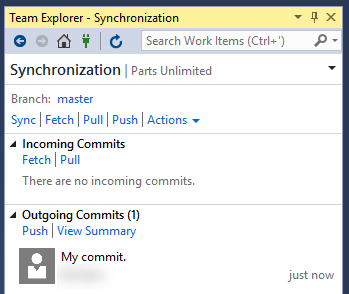 Team Explorer - Synchronization
Search Work Items (Ctrl+')
Synchronization | Parts Unlimited
Branch: master
Sync | Fetch | Pull | Push | Actions
Incoming Commits
Fetch | Pull
There are no incoming commits.
Outgoing Commits (1)
Push | View Summary
My commit.
just now